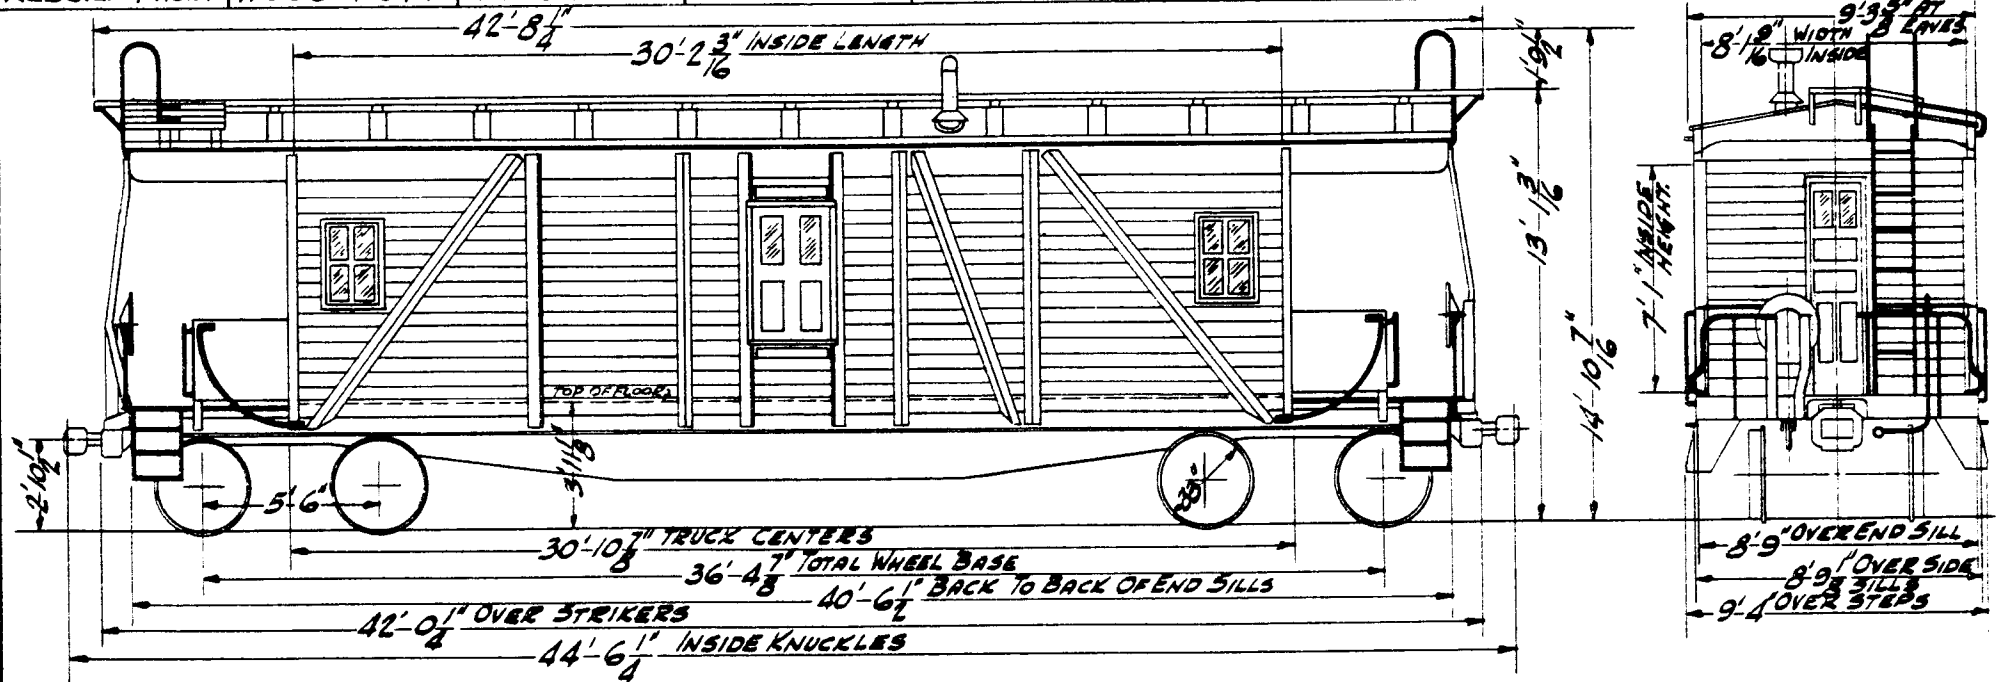 42'-8 1/4"
30'-2 3/16" INSIDE LENGTH
1'-9 1/2"
9'-3 5/8" AT EAVES
8'-1 9/16" WIDTH INSIDE
13'-1 3/16"
14'-10 7/16"
7'-1" INSIDE
HEIGHT.
TOP OF FLOOR
2'-10 1/2"
5'-6"
3'-11 1/8"
33"
30'-10 7/8" TRUCK CENTERS
36'-4 7/8" TOTAL WHEEL BASE
40'-6 1/2" BACK TO BACK OF END SILLS
42'-0 1/4" OVER STRIKERS
44'-6 1/4" INSIDE KNUCKLES
8'-9" OVER END SILL
8'-9 1/8" OVER SIDE SILLS
9'-4" OVER STEPS